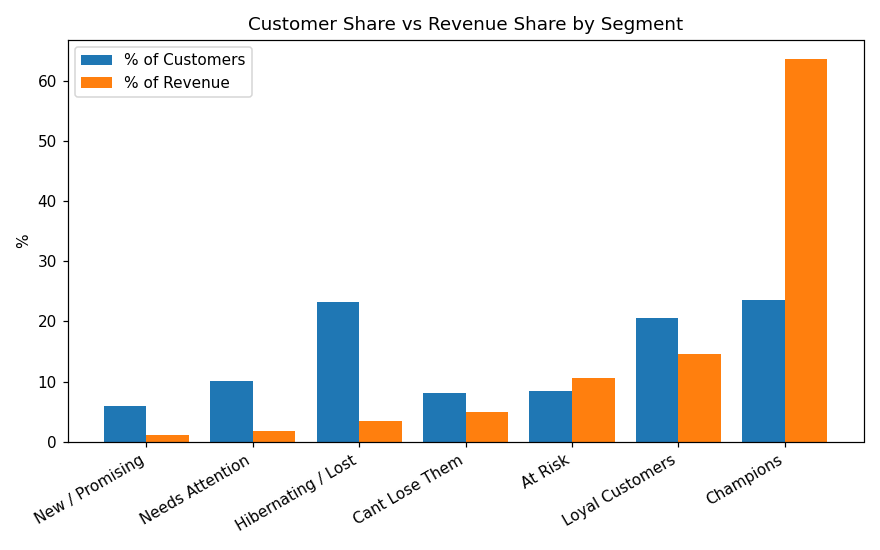 Customer Share vs Revenue Share by Segment
% of Customers
% of Revenue
60
50
40
30
20
10
0
%
New / Promising
Needs Attention
Hibernating / Lost
Cant Lose Them
At Risk
Loyal Customers
Champions